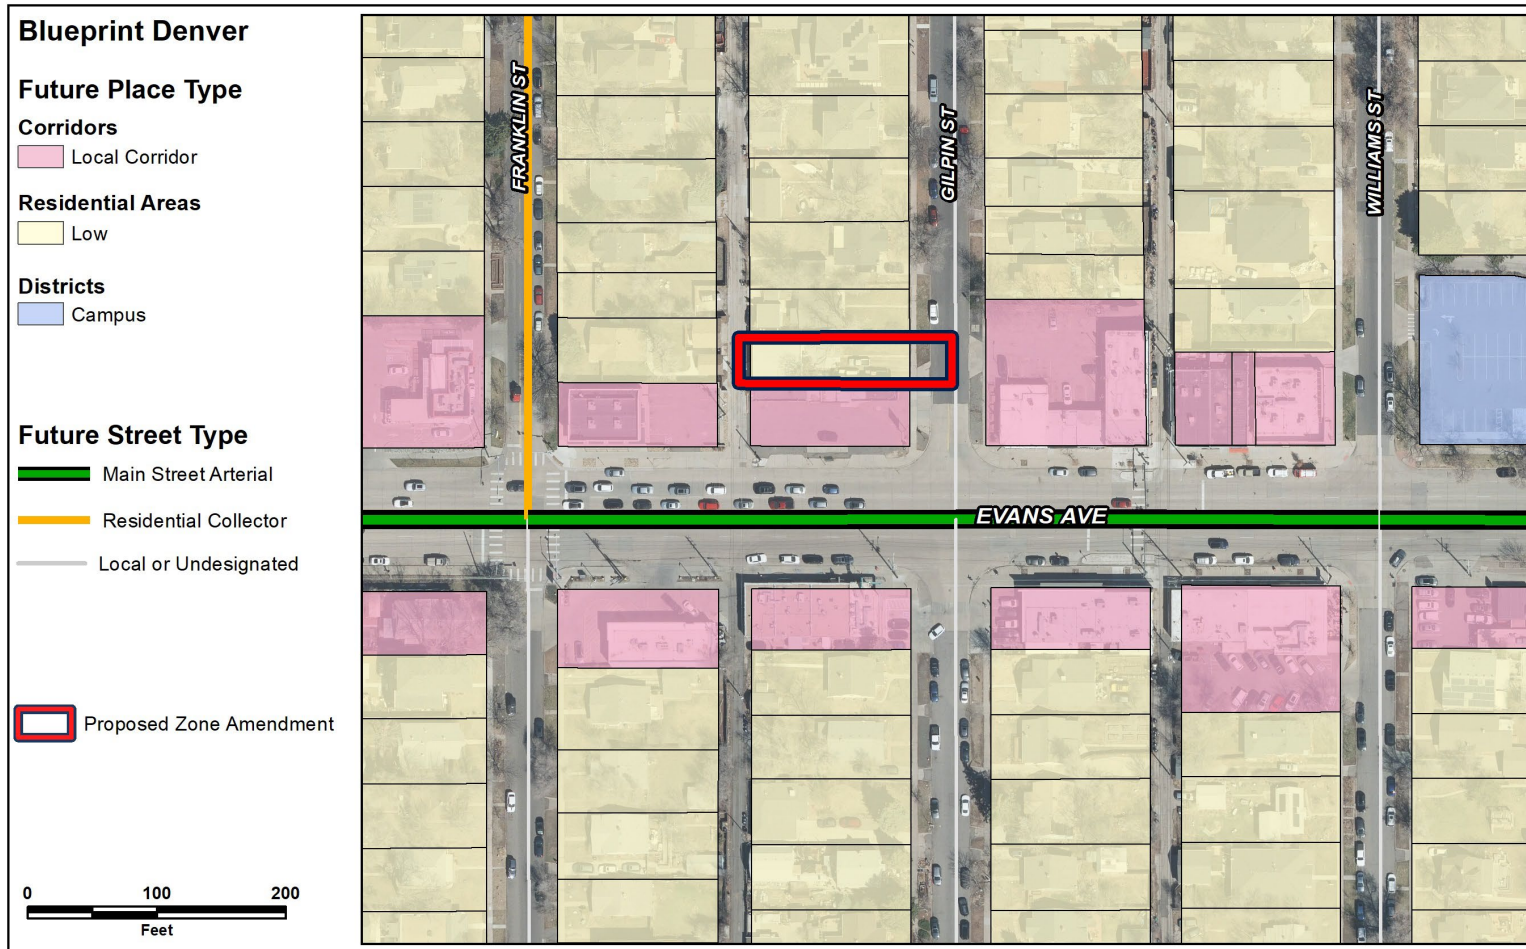 Blueprint Denver
Future Place Type
Corridors
Local Corridor
Residential Areas
Low
Districts
Campus
Future Street Type
Main Street Arterial
Residential Collector
Local or Undesignated
Proposed Zone Amendment
0 100 200
Feet
FRANKLIN ST
GILPIN ST
WILLIAMS ST
EVANS AVE